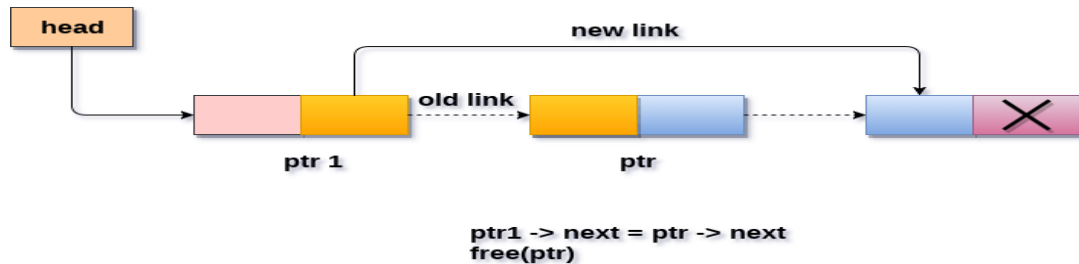 head
new link
old link
ptr 1
ptr
ptr1 -> next = ptr -> next
free(ptr)